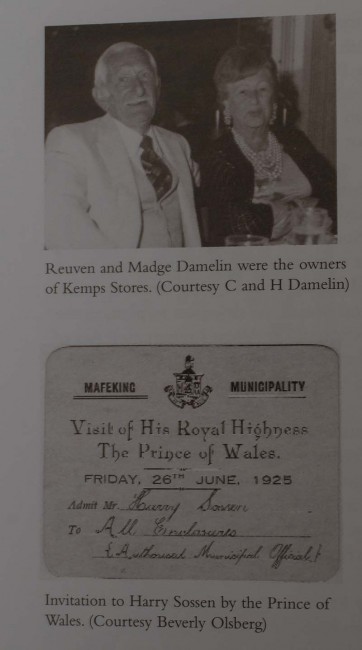 Reuven and Madge Damelin were the owners
of Kemps Stores. (Courtesy C and H Damelin)
MAFEKING MUNICIPALITY
Visit of His Royal Highness
The Prince of Wales.
FRIDAY, 26TH JUNE, 1925
Admit Mr. Harry Sossen
To All Enclosures
(Authorised Municipal Official)
Invitation to Harry Sossen by the Prince of
Wales. (Courtesy Beverly Olsberg)